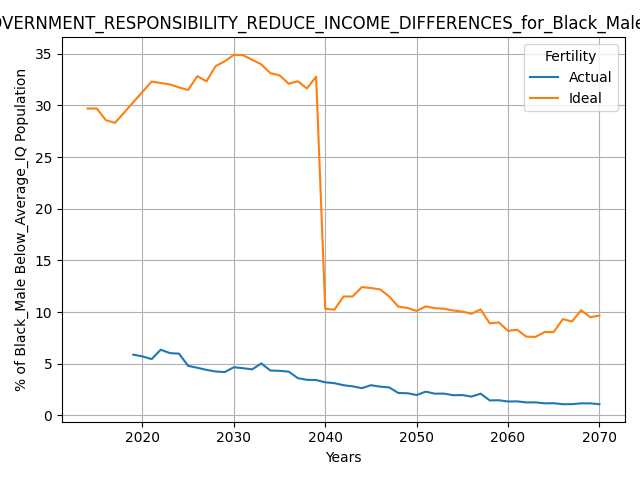 OVERNMENT_RESPONSIBILITY_REDUCE_INCOME_DIFFERENCES_for_Black_Male
Fertility
Actual
Ideal
% of Black_Male Below_Average_IQ Population
35
30
25
20
15
10
5
0
2020 2030 2040 2050 2060 2070
Years